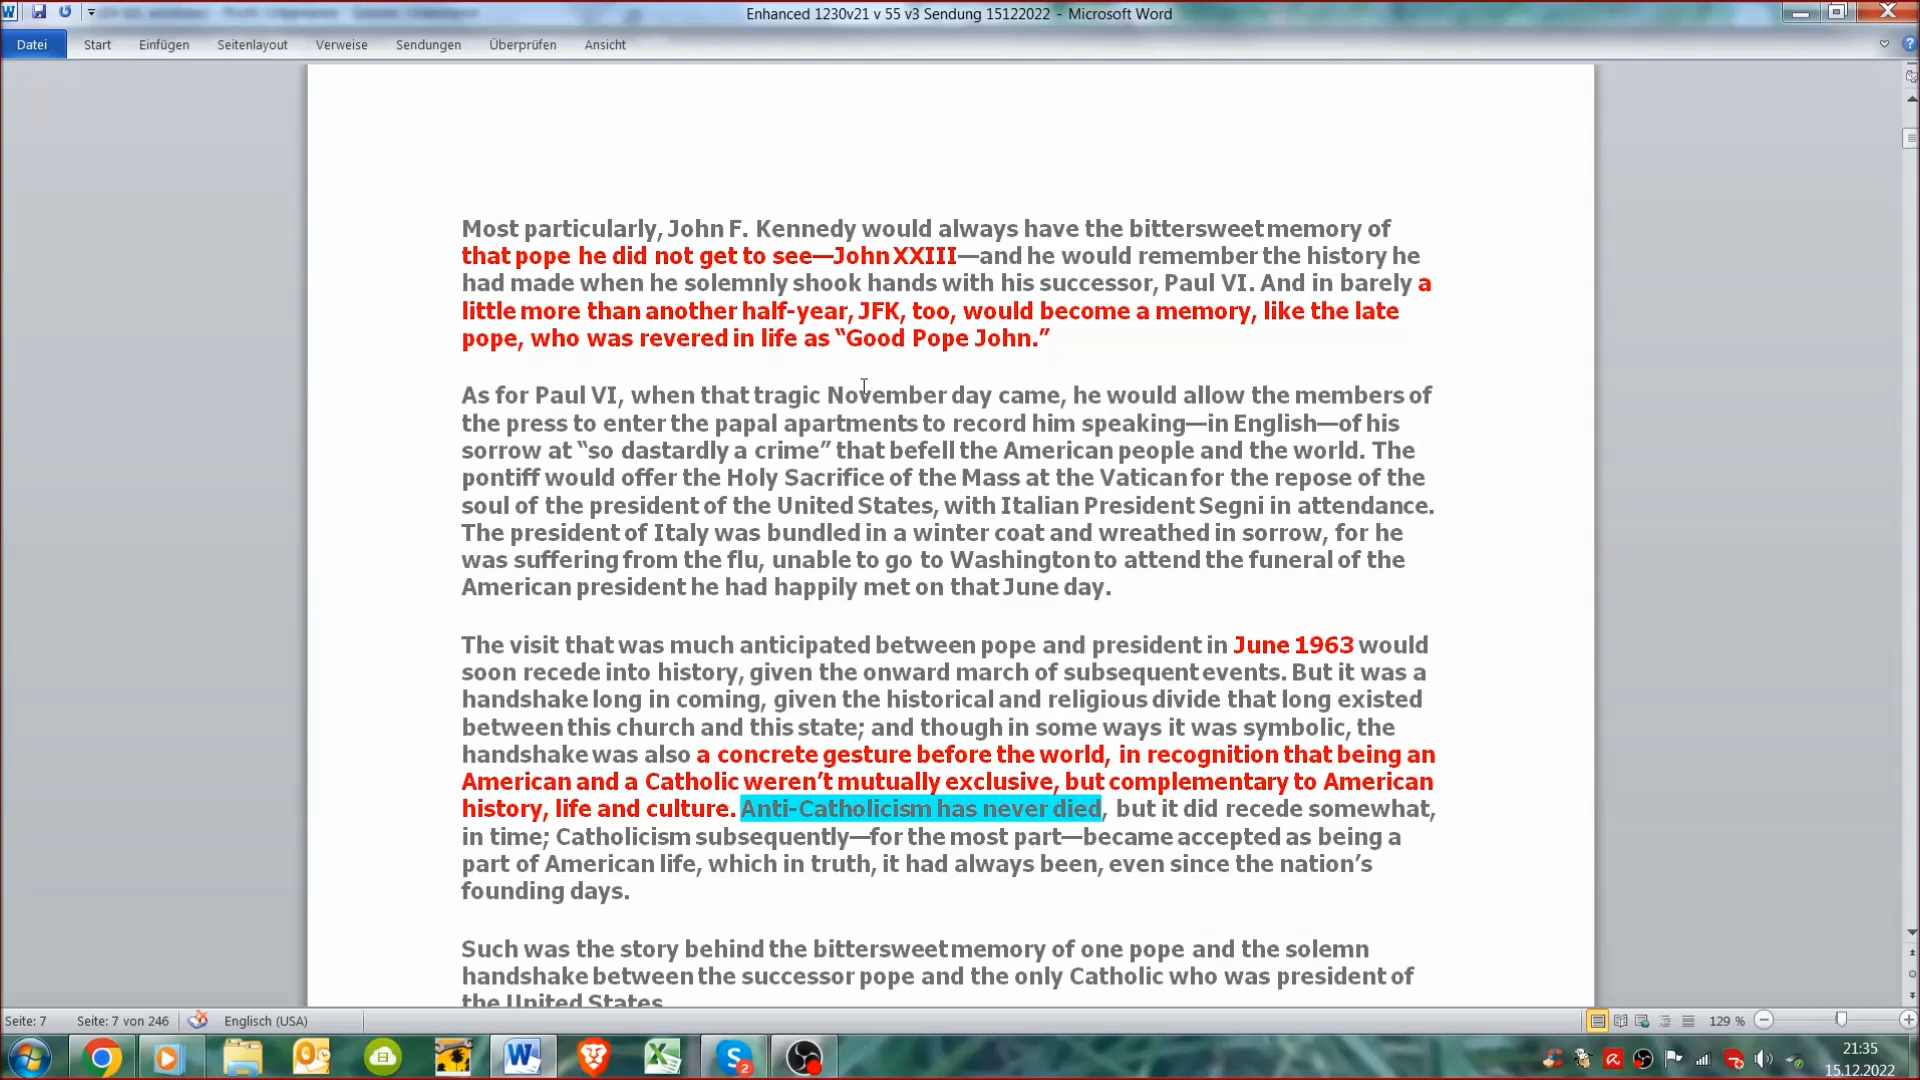 Enhanced 1230v21 v 55 v3 Sendung 15122022 - Microsoft Word
Datei Start Einfügen Seitenlayout Verweise Sendungen Überprüfen Ansicht
Most particularly, John F. Kennedy would always have the bittersweet memory of
that pope he did not get to see—John XXIII—and he would remember the history he
had made when he solemnly shook hands with his successor, Paul VI. And in barely a
little more than another half-year, JFK, too, would become a memory, like the late
pope, who was revered in life as “Good Pope John.”
As for Paul VI, when that tragic November day came, he would allow the members of
the press to enter the papal apartments to record him speaking—in English—of his
sorrow at “so dastardly a crime” that befell the American people and the world. The
pontiff would offer the Holy Sacrifice of the Mass at the Vatican for the repose of the
soul of the president of the United States, with Italian President Segni in attendance.
The president of Italy was bundled in a winter coat and wreathed in sorrow, for he
was suffering from the flu, unable to go to Washington to attend the funeral of the
American president he had happily met on that June day.
The visit that was much anticipated between pope and president in June 1963 would
soon recede into history, given the onward march of subsequent events. But it was a
handshake long in coming, given the historical and religious divide that long existed
between this church and this state; and though in some ways it was symbolic, the
handshake was also a concrete gesture before the world, in recognition that being an
American and a Catholic weren’t mutually exclusive, but complementary to American
history, life and culture. Anti-Catholicism has never died, but it did recede somewhat,
in time; Catholicism subsequently—for the most part—became accepted as being a
part of American life, which in truth, it had always been, even since the nation’s
founding days.
Such was the story behind the bittersweet memory of one pope and the solemn
handshake between the successor pope and the only Catholic who was president of
the United States.
Seite: 7 Seite: 7 von 246 Englisch (USA) 129 %
2
21:35
15.12.2022